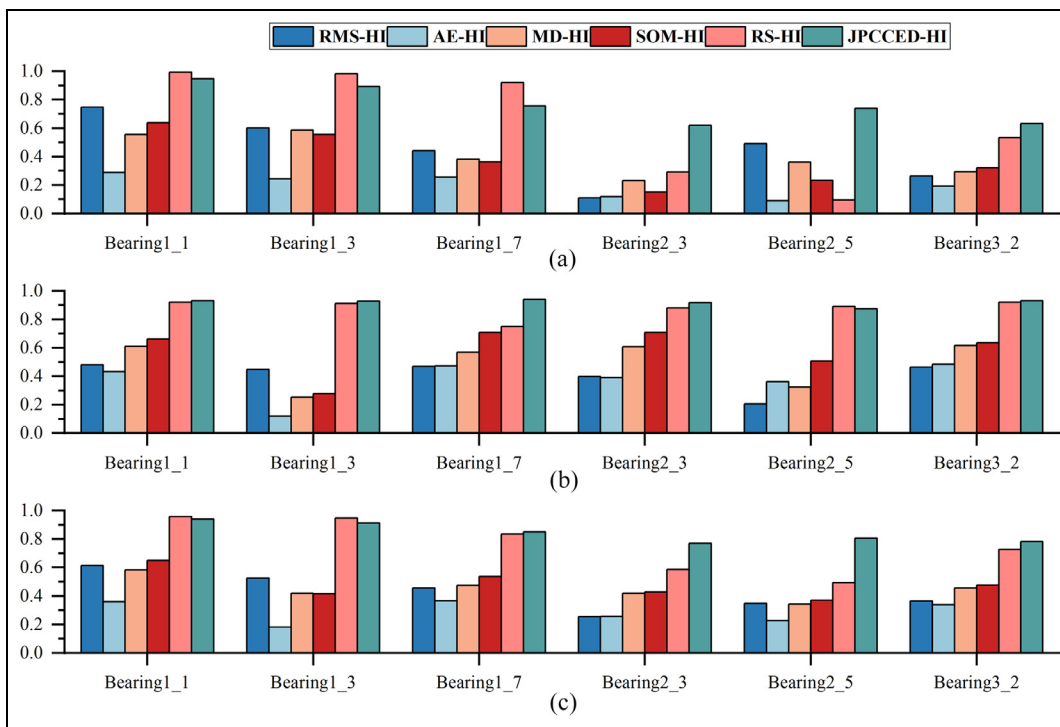 RMS-HI AE-HI MD-HI SOM-HI RS-HI JPCCED-HI
1.0
0.8
0.6
0.4
0.2
0.0
Bearing1_1 Bearing1_3 Bearing1_7 Bearing2_3 Bearing2_5 Bearing3_2
(a)
1.0
0.8
0.6
0.4
0.2
0.0
Bearing1_1 Bearing1_3 Bearing1_7 Bearing2_3 Bearing2_5 Bearing3_2
(b)
1.0
0.8
0.6
0.4
0.2
0.0
Bearing1_1 Bearing1_3 Bearing1_7 Bearing2_3 Bearing2_5 Bearing3_2
(c)